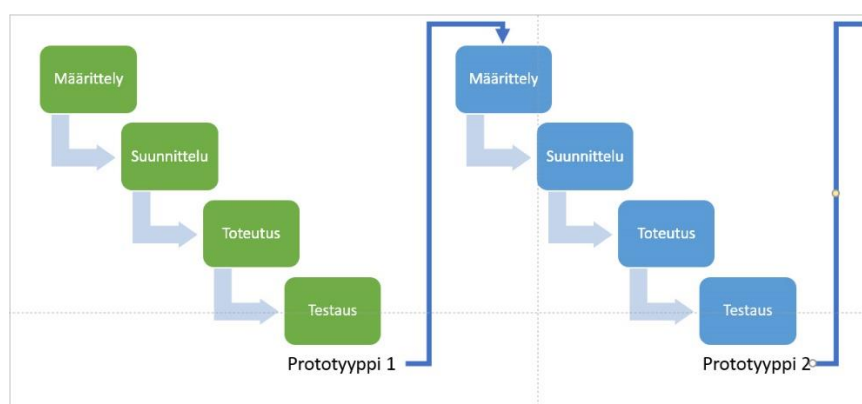 Määrittely
Suunnittelu
Toteutus
Testaus
Prototyyppi 1
Määrittely
Suunnittelu
Toteutus
Testaus
Prototyyppi 2